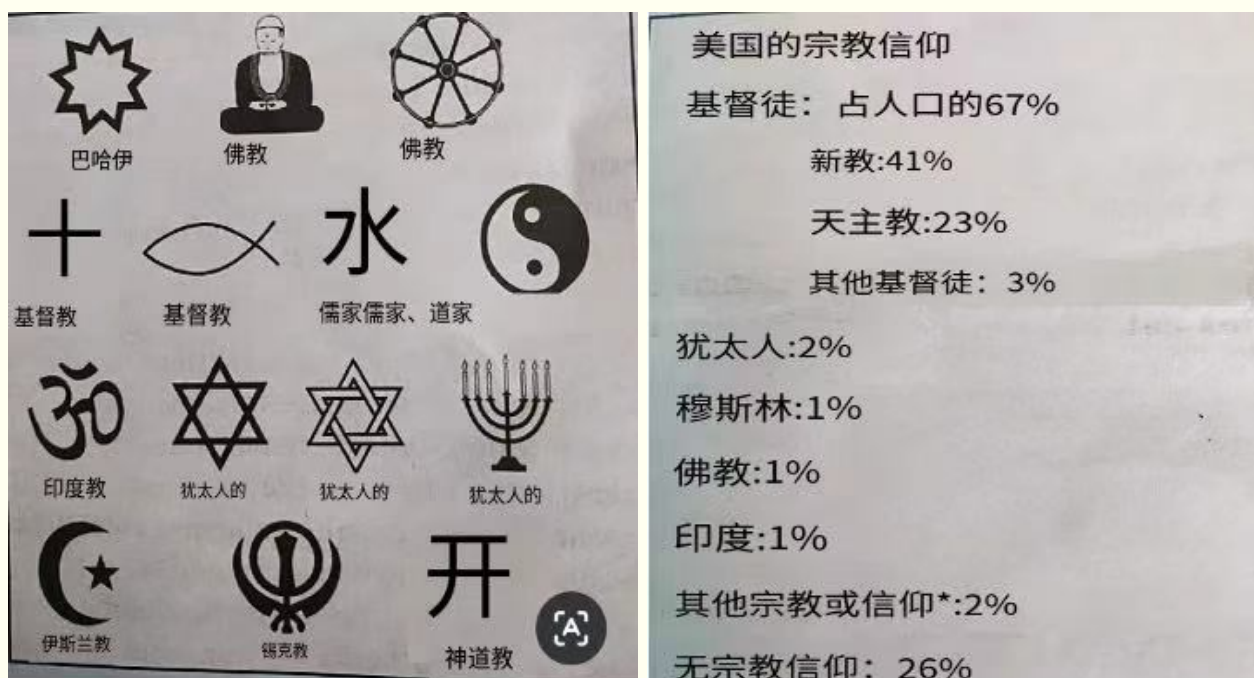 巴哈伊
佛教
佛教
十
水
基督教
基督教
儒家儒家、道家
印度教
犹太人的
犹太人的
犹太人的
开
伊斯兰教
锡克教
神道教
美国的宗教信仰
基督徒：占人口的67%
新教:41%
天主教:23%
其他基督徒：3%
犹太人:2%
穆斯林:1%
佛教:1%
印度:1%
其他宗教或信仰*:2%
无宗教信仰：26%